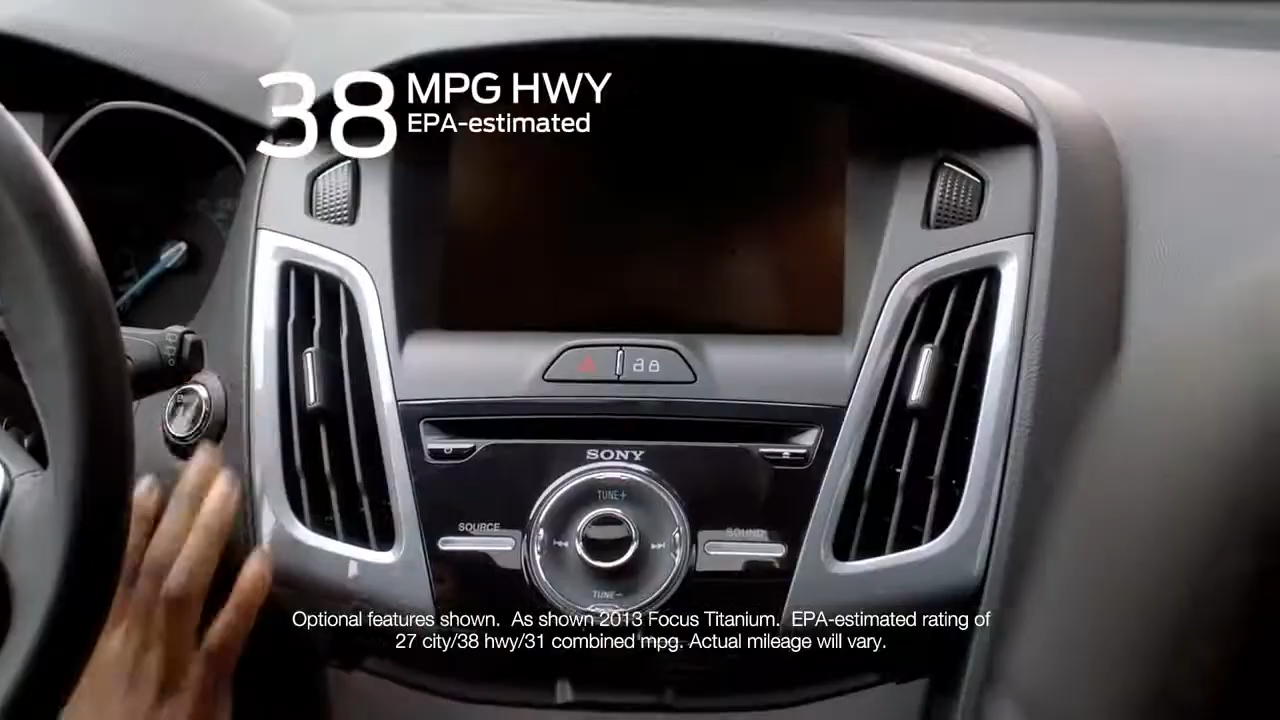 38 MPG HWY
EPA-estimated
SONY
TUNE+
SOURCE
SOUND
TUNE-
Optional features shown. As shown 2013 Focus Titanium. EPA-estimated rating of
27 city/38 hwy/31 combined mpg. Actual mileage will vary.